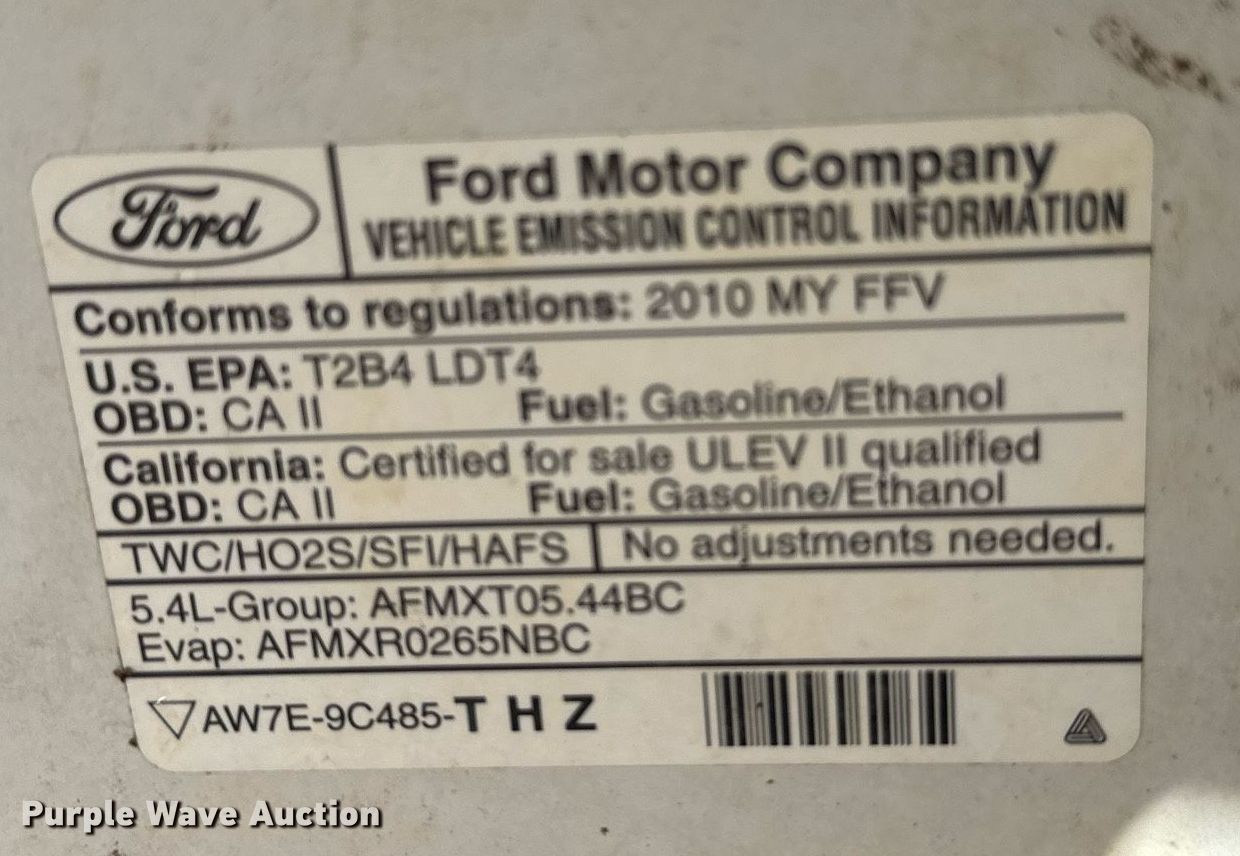 Ford
Ford Motor Company
VEHICLE EMISSION CONTROL INFORMATION
Conforms to regulations: 2010 MY FFV
U.S. EPA: T2B4 LDT4
OBD: CA II Fuel: Gasoline/Ethanol
California: Certified for sale ULEV II qualified
OBD: CA II Fuel: Gasoline/Ethanol
TWC/HO2S/SFI/HAFS No adjustments needed.
5.4L-Group: AFMXT05.44BC
Evap: AFMXR0265NBC
AW7E-9C485-T H Z
Purple Wave Auction